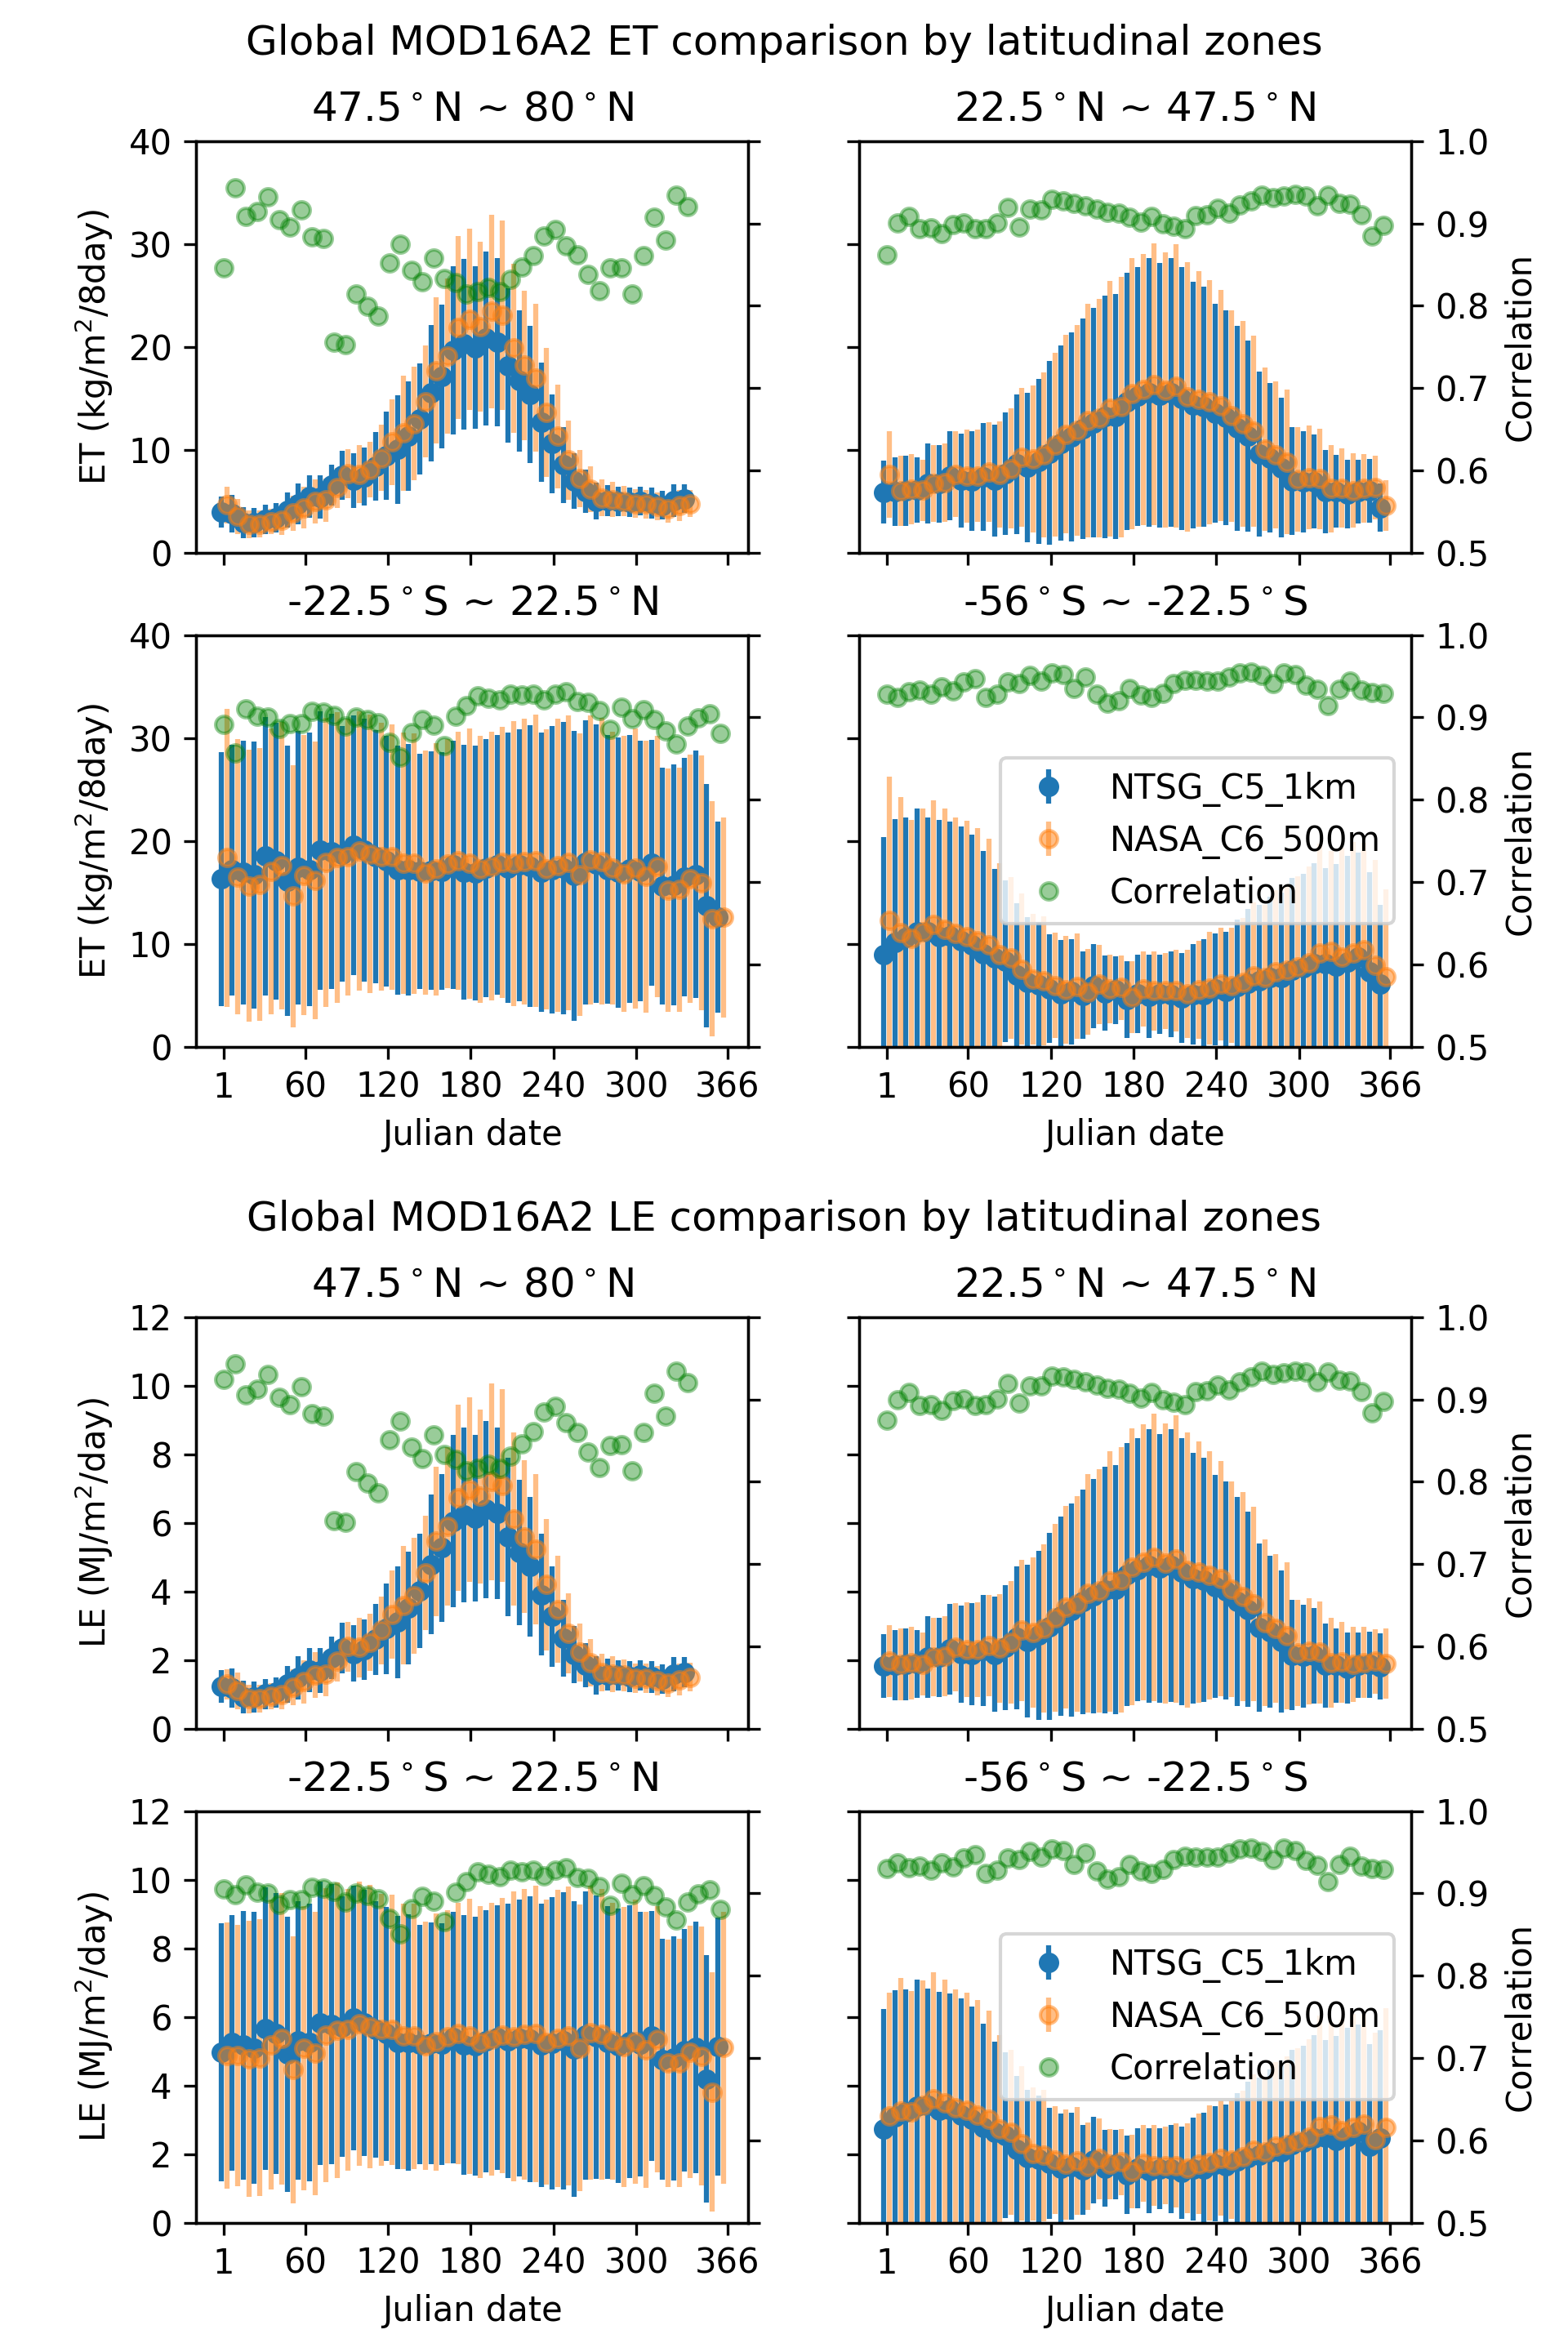 Global MOD16A2 ET comparison by latitudinal zones
47.5°N ~ 80°N
22.5°N ~ 47.5°N
40
30
20
10
0
ET (kg/m²/8day)
1.0
0.9
0.8
0.7
0.6
0.5
Correlation
-22.5°S ~ 22.5°N
-56°S ~ -22.5°S
40
30
20
10
0
ET (kg/m²/8day)
NTSG_C5_1km
NASA_C6_500m
Correlation
1.0
0.9
0.8
0.7
0.6
0.5
Correlation
1 60 120 180 240 300 366
1 60 120 180 240 300 366
Julian date
Julian date
Global MOD16A2 LE comparison by latitudinal zones
47.5°N ~ 80°N
22.5°N ~ 47.5°N
12
10
8
6
4
2
0
LE (MJ/m²/day)
1.0
0.9
0.8
0.7
0.6
0.5
Correlation
-22.5°S ~ 22.5°N
-56°S ~ -22.5°S
12
10
8
6
4
2
0
LE (MJ/m²/day)
NTSG_C5_1km
NASA_C6_500m
Correlation
1.0
0.9
0.8
0.7
0.6
0.5
Correlation
1 60 120 180 240 300 366
1 60 120 180 240 300 366
Julian date
Julian date